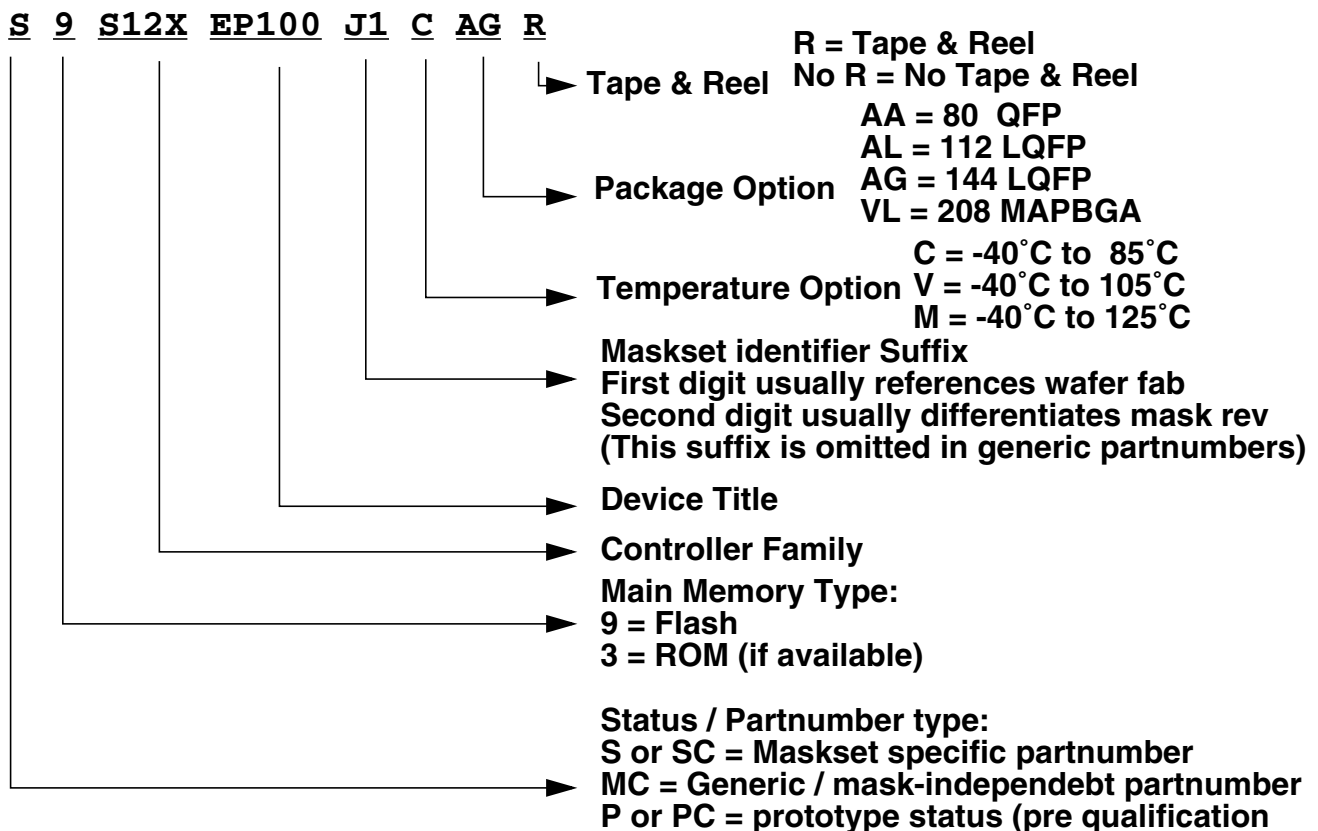 S 9 S12X EP100 J1 C AG R
R = Tape & Reel
Tape & Reel No R = No Tape & Reel
AA = 80 QFP
AL = 112 LQFP
Package Option AG = 144 LQFP
VL = 208 MAPBGA
C = -40˚C to 85˚C
Temperature Option V = -40˚C to 105˚C
M = -40˚C to 125˚C
Maskset identifier Suffix
First digit usually references wafer fab
Second digit usually differentiates mask rev
(This suffix is omitted in generic partnumbers)
Device Title
Controller Family
Main Memory Type:
9 = Flash
3 = ROM (if available)
Status / Partnumber type:
S or SC = Maskset specific partnumber
MC = Generic / mask-independebt partnumber
P or PC = prototype status (pre qualification